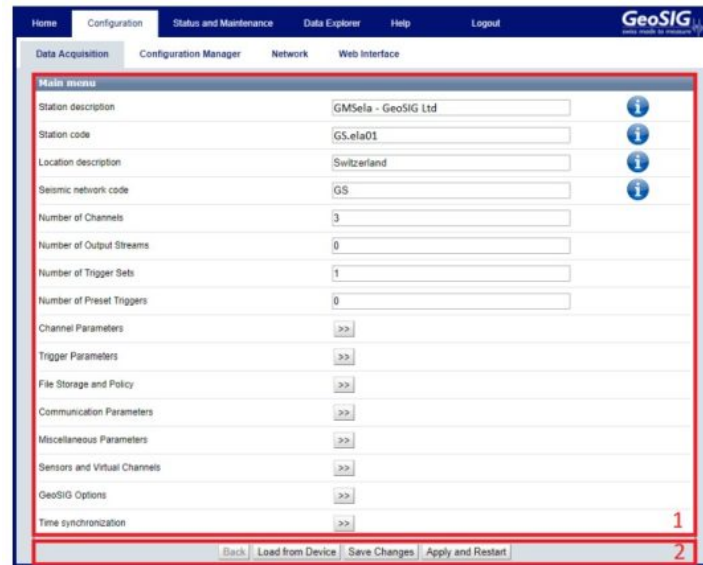 Home Configuration Status and Maintenance Data Explorer Help Logout GeoSIG
swiss made to measure
Data Acquisition Configuration Manager Network Web Interface
Main menu
Station description GMSela - GeoSIG Ltd i
Station code GS.ela01 i
Location description Switzerland i
Seismic network code GS i
Number of Channels 3
Number of Output Streams 0
Number of Trigger Sets 1
Number of Preset Triggers 0
Channel Parameters >>
Trigger Parameters >>
File Storage and Policy >>
Communication Parameters >>
Miscellaneous Parameters >>
Sensors and Virtual Channels >>
GeoSIG Options >>
Time synchronization >>
1
Back Load from Device Save Changes Apply and Restart 2